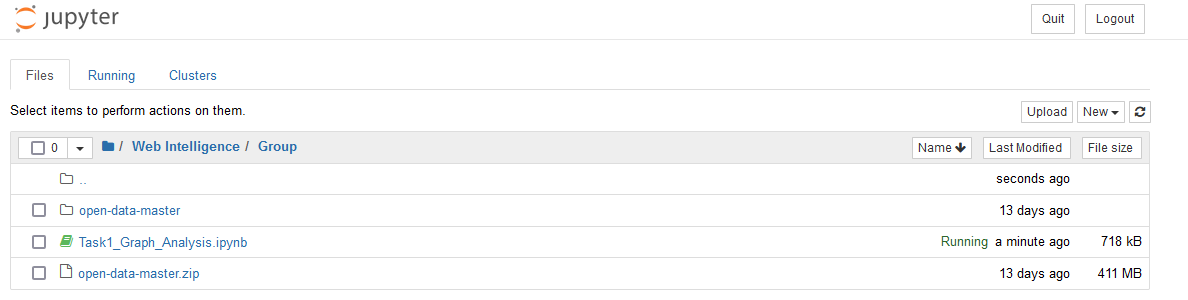 jupyter Quit Logout
Files Running Clusters
Select items to perform actions on them. Upload New
0 / Web Intelligence / Group Name Last Modified File size
.. seconds ago
open-data-master 13 days ago
Task1_Graph_Analysis.ipynb Running a minute ago 718 kB
open-data-master.zip 13 days ago 411 MB